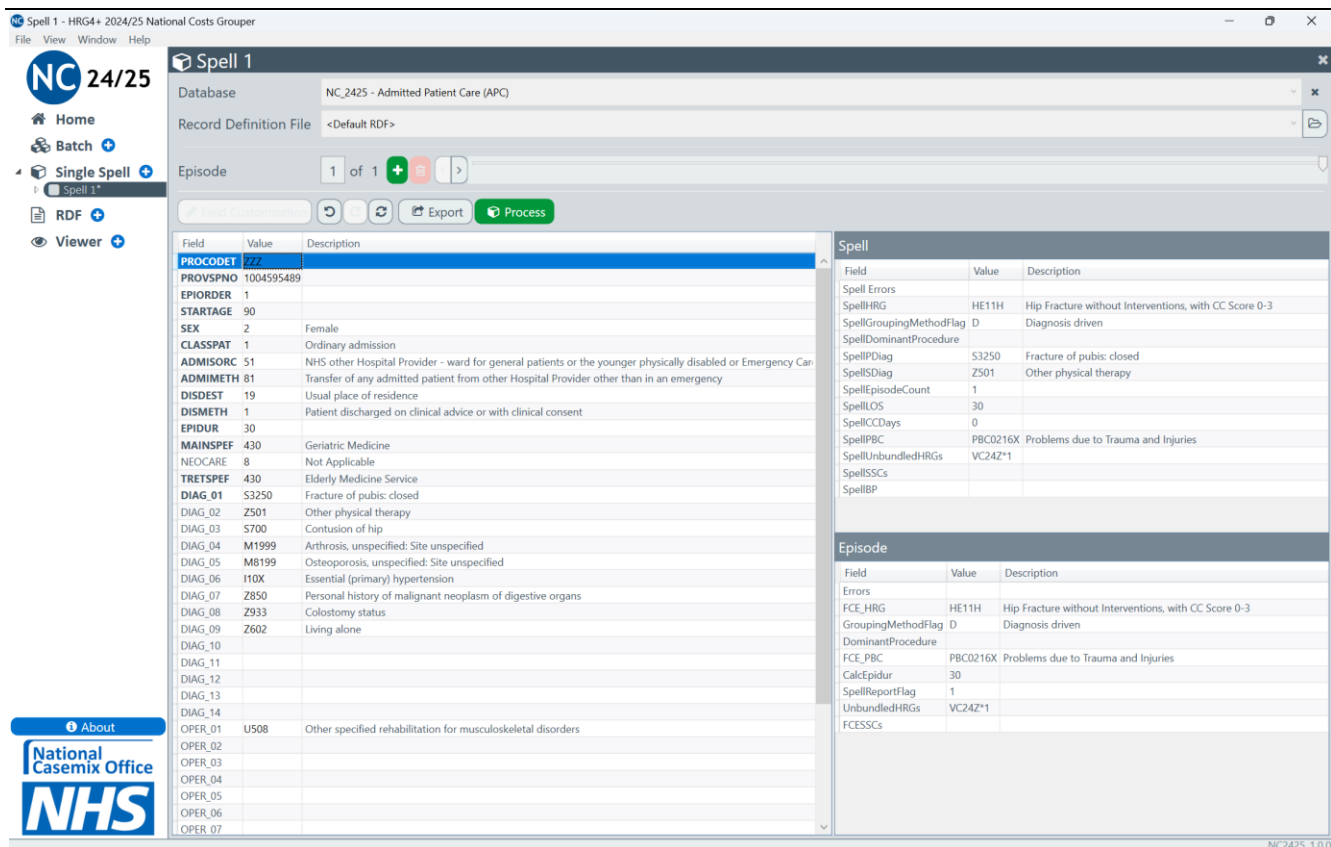 Spell 1 - HRG4+ 2024/25 National Costs Grouper
File View Window Help
NC 24/25
Home
Batch
Single Spell
Spell 1*
RDF
Viewer
About
National
Casemix Office
NHS
Spell 1
Database NC_2425 - Admitted Patient Care (APC)
Record Definition File <Default RDF>
Episode 1 of 1
Field Customisation Export Process
Field Value Description
PROCODET ZZZ
PROVSPNO 1004595489
EPIORDER 1
STARTAGE 90
SEX 2 Female
CLASSPAT 1 Ordinary admission
ADMISORC 51 NHS other Hospital Provider - ward for general patients or the younger physically disabled or Emergency Car
ADMIMETH 81 Transfer of any admitted patient from other Hospital Provider other than in an emergency
DISDEST 19 Usual place of residence
DISMETH 1 Patient discharged on clinical advice or with clinical consent
EPIDUR 30
MAINSPEF 430 Geriatric Medicine
NEOCARE 8 Not Applicable
TRETSPEF 430 Elderly Medicine Service
DIAG_01 S3250 Fracture of pubis: closed
DIAG_02 Z501 Other physical therapy
DIAG_03 S700 Contusion of hip
DIAG_04 M1999 Arthrosis, unspecified: Site unspecified
DIAG_05 M8199 Osteoporosis, unspecified: Site unspecified
DIAG_06 I10X Essential (primary) hypertension
DIAG_07 Z850 Personal history of malignant neoplasm of digestive organs
DIAG_08 Z933 Colostomy status
DIAG_09 Z602 Living alone
DIAG_10
DIAG_11
DIAG_12
DIAG_13
DIAG_14
OPER_01 U508 Other specified rehabilitation for musculoskeletal disorders
OPER_02
OPER_03
OPER_04
OPER_05
OPER_06
OPER_07
Spell
Field Value Description
Spell Errors
SpellHRG HE11H Hip Fracture without Interventions, with CC Score 0-3
SpellGroupingMethodFlag D Diagnosis driven
SpellDominantProcedure
SpellPDiag S3250 Fracture of pubis: closed
SpellSDiag Z501 Other physical therapy
SpellEpisodeCount 1
SpellLOS 30
SpellCCDays 0
SpellPBC PBC0216X Problems due to Trauma and Injuries
SpellUnbundledHRGs VC24Z*1
SpellSSCs
SpellBP
Episode
Field Value Description
Errors
FCE_HRG HE11H Hip Fracture without Interventions, with CC Score 0-3
GroupingMethodFlag D Diagnosis driven
DominantProcedure
FCE_PBC PBC0216X Problems due to Trauma and Injuries
CalcEpidur 30
SpellReportFlag 1
UnbundledHRGs VC24Z*1
FCESSCs
NC2425 1.0.0